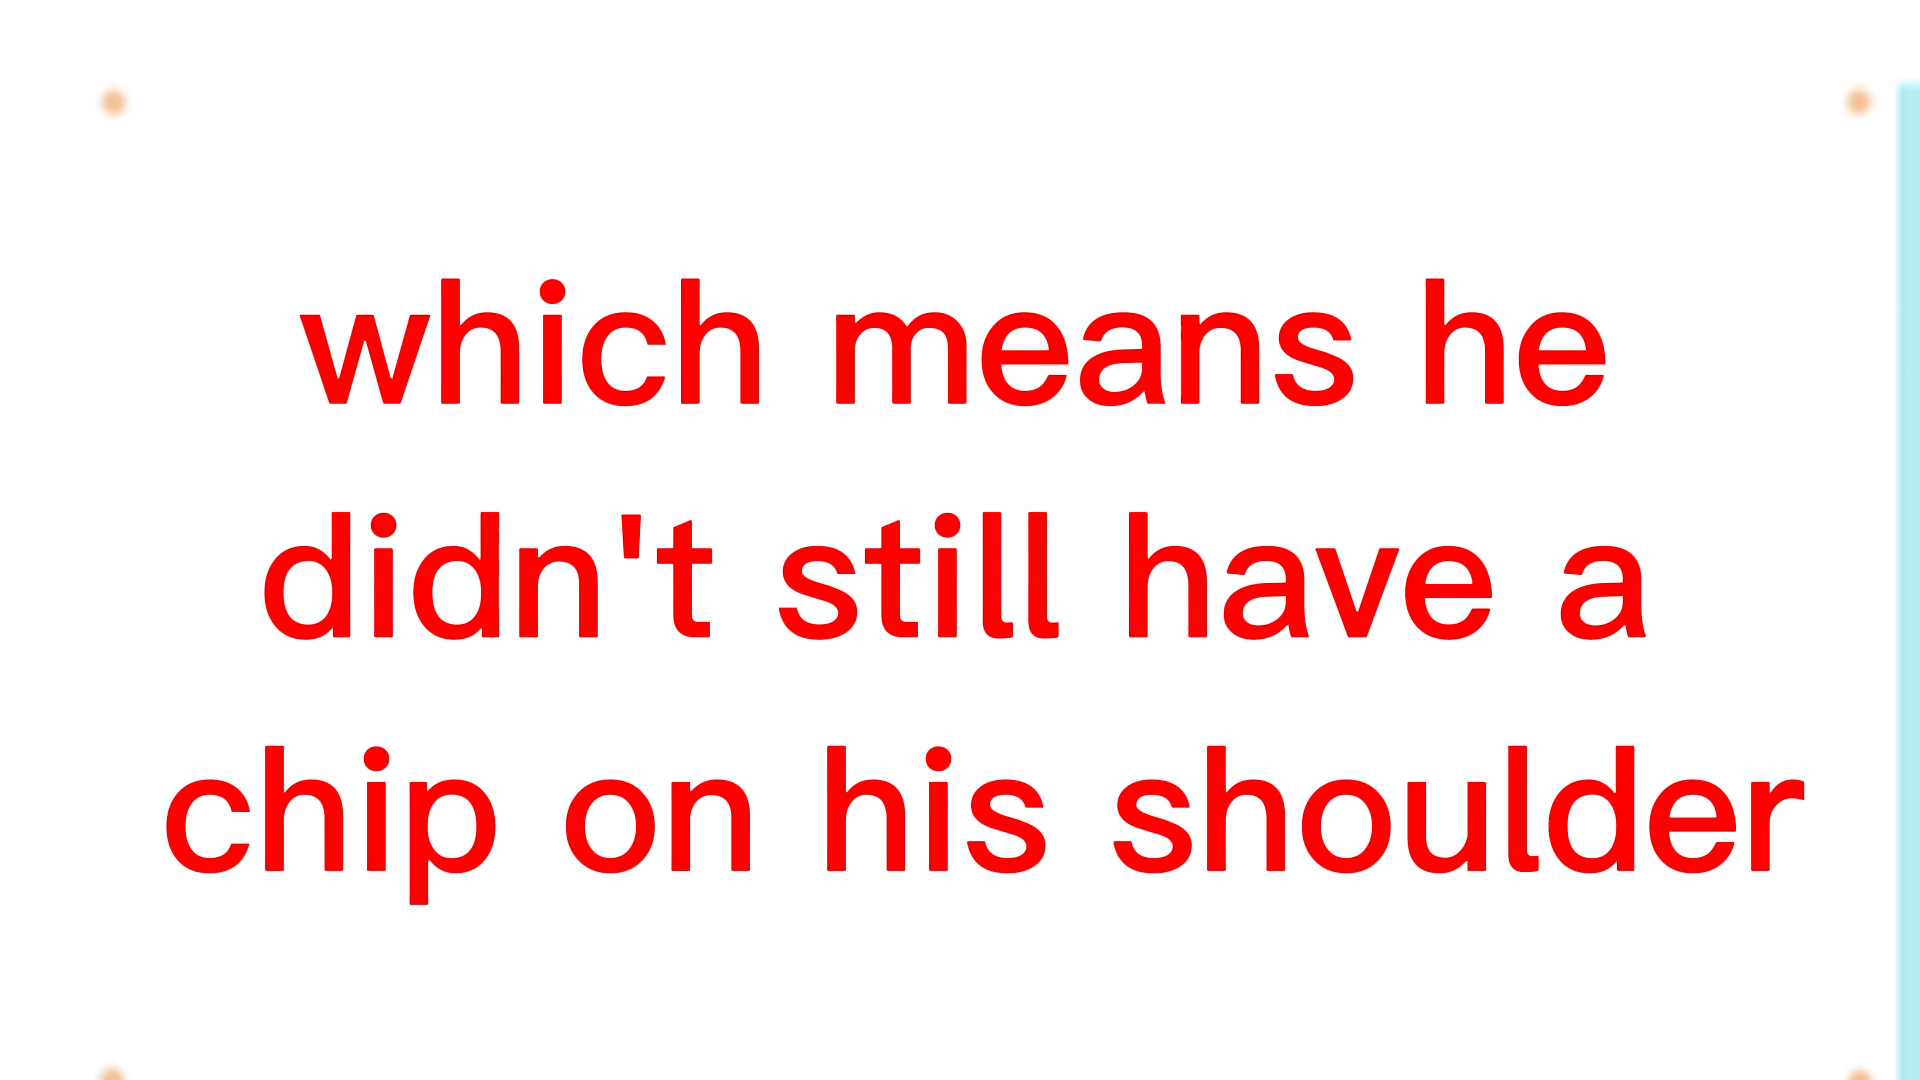 which means he
didn't still have a
chip on his shoulder